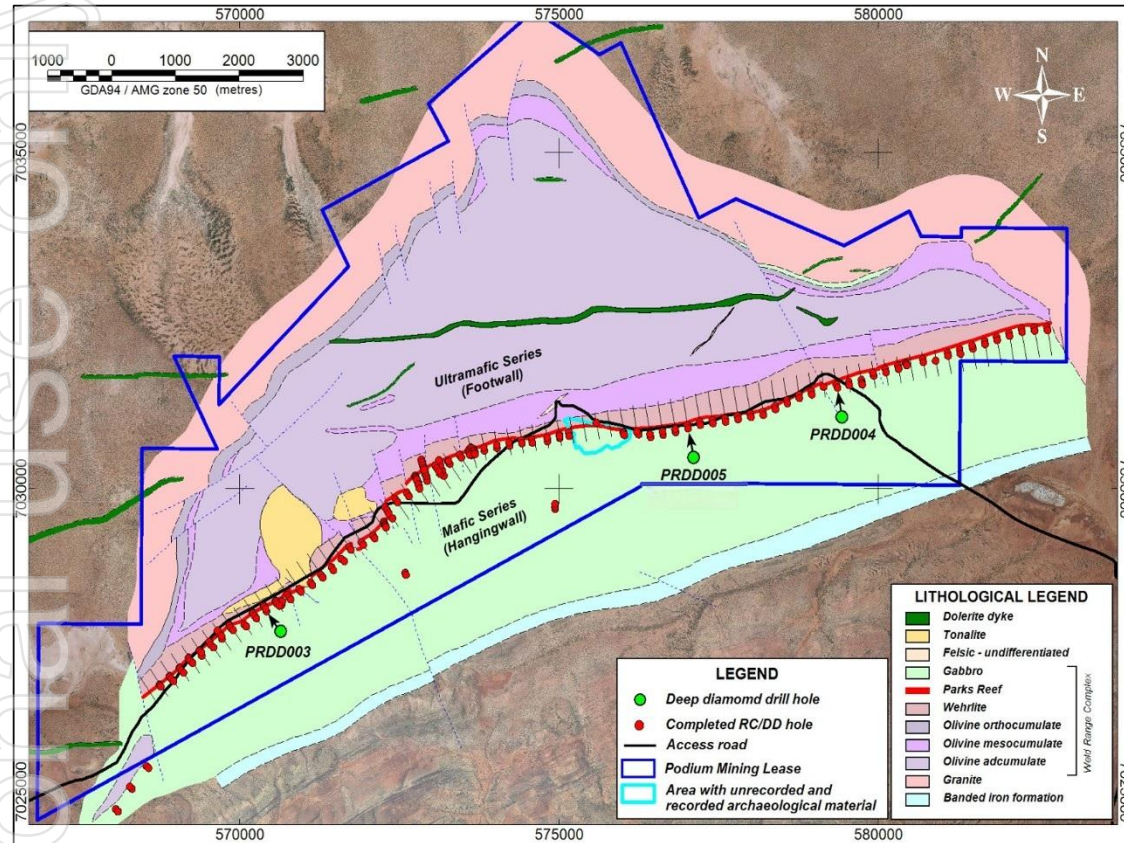 570000
575000
580000
1000 0 1000 2000 3000
GDA94 / AMG zone 50 (metres)
N
W E
S
7035000
7035000
Ultramafic Series
(Footwall)
PRDD004
PRDD005
7030000
7030000
Mafic Series
(Hangingwall)
PRDD003
LEGEND
Deep diamomd drill hole
Completed RC/DD hole
Access road
Podium Mining Lease
Area with unrecorded and
recorded archaeological material
LITHOLOGICAL LEGEND
Dolerite dyke
Tonalite
Felsic - undifferentiated
Gabbro
Parks Reef
Wehrlite
Olivine orthocumulate
Olivine mesocumulate
Olivine adcumulate
Granite
Banded iron formation
Weld Range Complex
7025000
7025000
570000
575000
580000